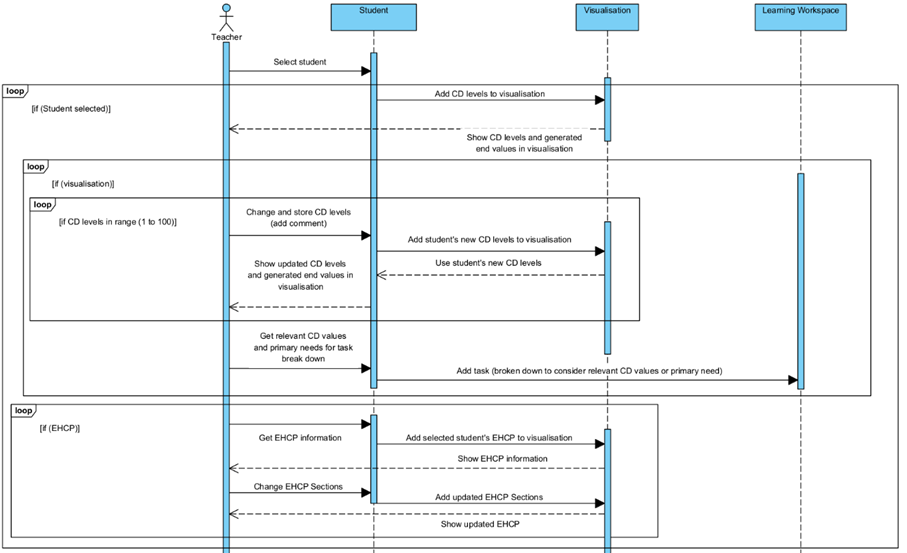 Student
Visualisation
Learning Workspace
Teacher
Select student
loop
[if (Student selected)]
Add CD levels to visualisation
Show CD levels and generated
end values in visualisation
loop
[if (visualisation)]
loop
[if CD levels in range (1 to 100)]
Change and store CD levels
(add comment)
Add student's new CD levels to visualisation
Use student's new CD levels
Show updated CD levels
and generated end values in
visualisation
Get relevant CD values
and primary needs for task
break down
Add task (broken down to consider relevant CD values or primary need)
loop
[if (EHCP)]
Get EHCP information
Add selected student's EHCP to visualisation
Show EHCP information
Change EHCP Sections
Add updated EHCP Sections
Show updated EHCP